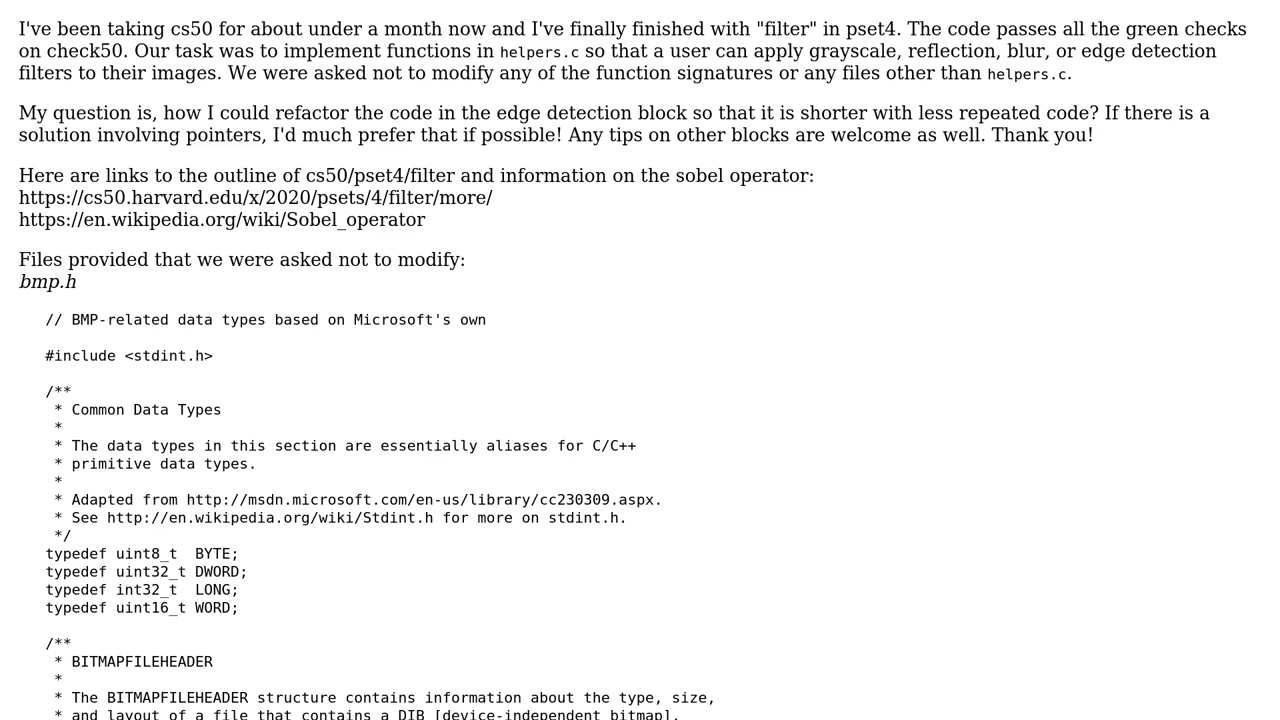 I've been taking cs50 for about under a month now and I've finally finished with "filter" in pset4. The code passes all the green checks
on check50. Our task was to implement functions in helpers.c so that a user can apply grayscale, reflection, blur, or edge detection
filters to their images. We were asked not to modify any of the function signatures or any files other than helpers.c.
My question is, how I could refactor the code in the edge detection block so that it is shorter with less repeated code? If there is a
solution involving pointers, I'd much prefer that if possible! Any tips on other blocks are welcome as well. Thank you!
Here are links to the outline of cs50/pset4/filter and information on the sobel operator:
https://cs50.harvard.edu/x/2020/psets/4/filter/more/
https://en.wikipedia.org/wiki/Sobel_operator
Files provided that we were asked not to modify:
bmp.h
// BMP-related data types based on Microsoft's own
#include <stdint.h>
/**
 * Common Data Types
 *
 * The data types in this section are essentially aliases for C/C++
 * primitive data types.
 *
 * Adapted from http://msdn.microsoft.com/en-us/library/cc230309.aspx.
 * See http://en.wikipedia.org/wiki/Stdint.h for more on stdint.h.
 */
typedef uint8_t  BYTE;
typedef uint32_t DWORD;
typedef int32_t  LONG;
typedef uint16_t WORD;
/**
 * BITMAPFILEHEADER
 *
 * The BITMAPFILEHEADER structure contains information about the type, size,
 * and layout of a file that contains a DIB [device-independent bitmap].